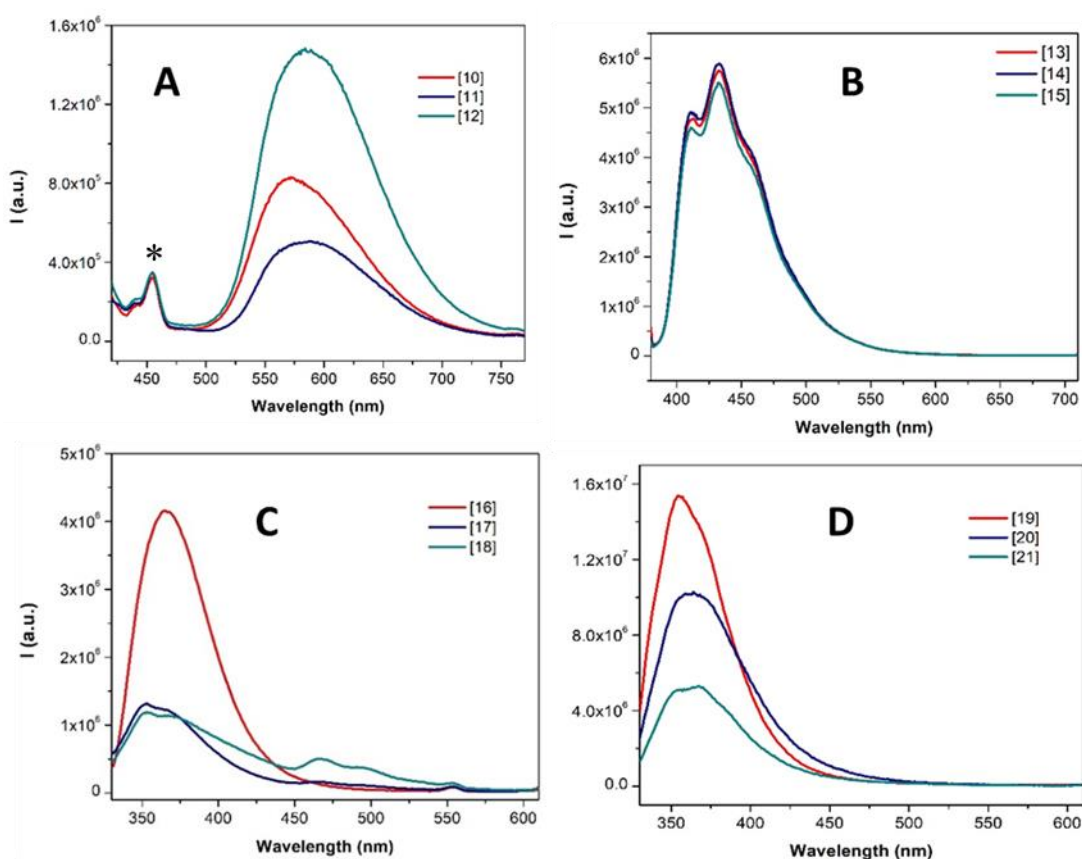 A
[10]
[11]
[12]
*
I (a.u.)
1.6x10⁶
1.2x10⁶
8.0x10⁵
4.0x10⁵
0.0
450 500 550 600 650 700 750
Wavelength (nm)
B
[13]
[14]
[15]
I (a.u.)
6x10⁶
5x10⁶
4x10⁶
3x10⁶
2x10⁶
1x10⁶
0
400 450 500 550 600 650 700
Wavelength (nm)
C
[16]
[17]
[18]
I (a.u.)
5x10⁶
4x10⁶
3x10⁶
2x10⁶
1x10⁶
0
350 400 450 500 550 600
Wavelength (nm)
D
[19]
[20]
[21]
I (a.u.)
1.6x10⁷
1.2x10⁷
8.0x10⁶
4.0x10⁶
0.0
350 400 450 500 550 600
Wavelength (nm)